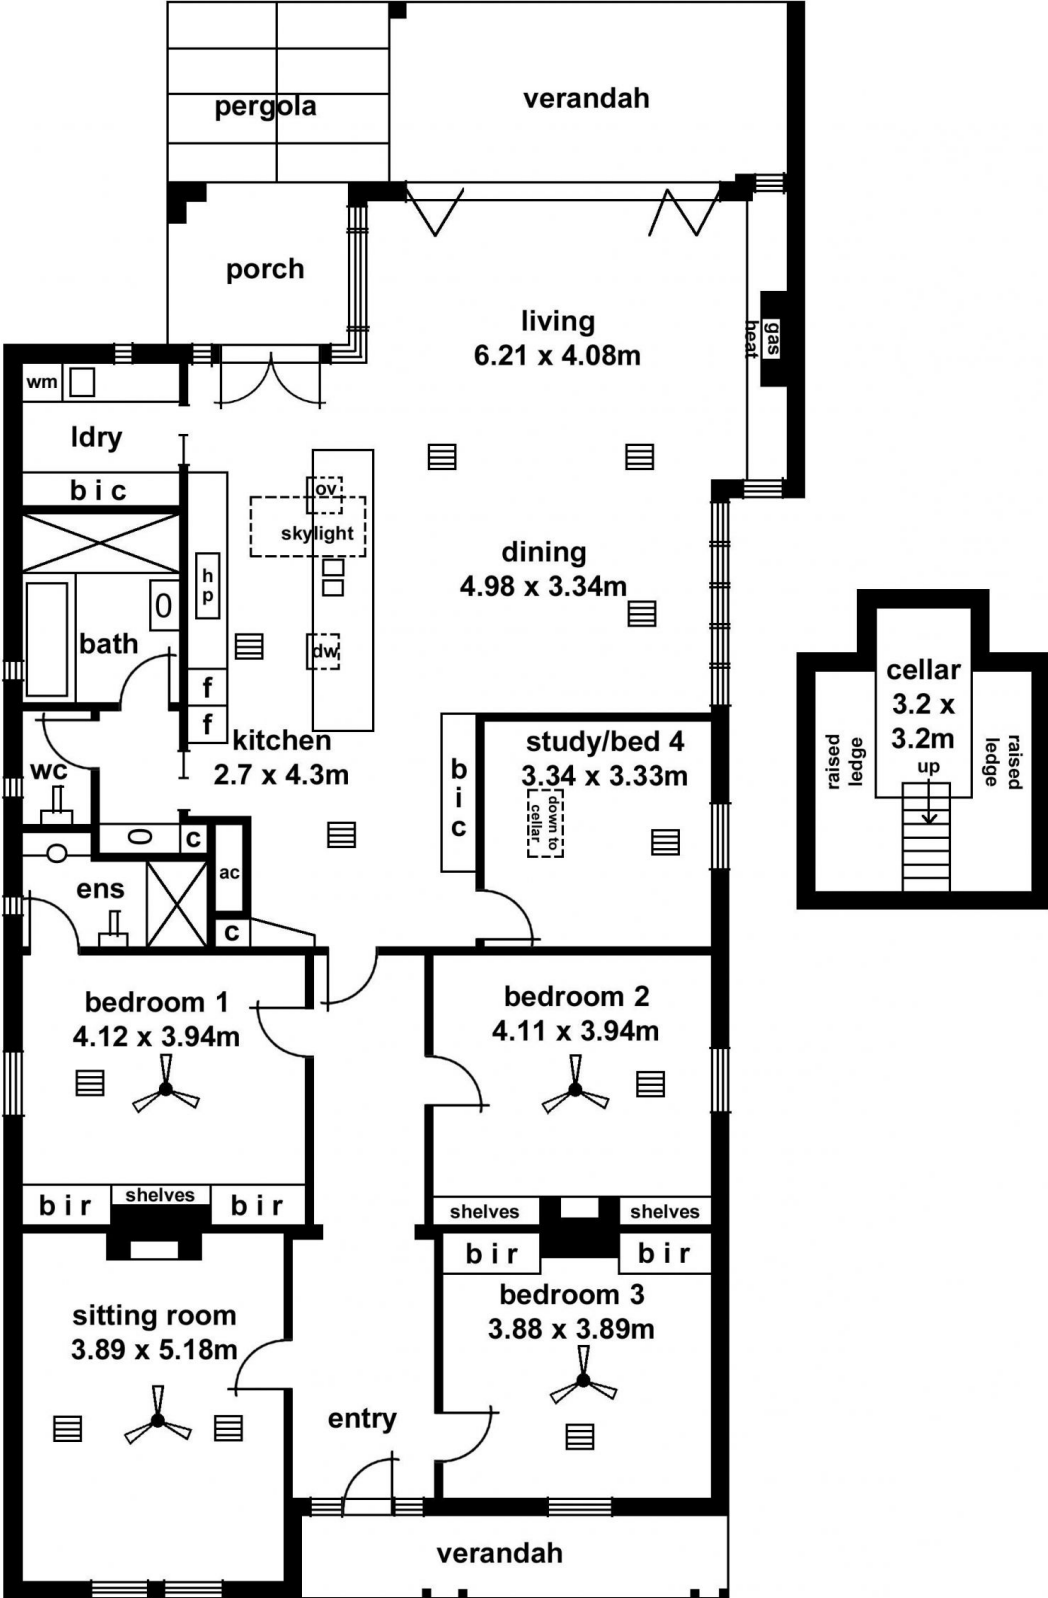 pergola
verandah
porch
living
6.21 x 4.08m
gas
heat
wm
ldry
b i c
ov
skylight
dining
4.98 x 3.34m
h
p
0
bath
dw
f
f
kitchen
2.7 x 4.3m
wc
b
i
c
study/bed 4
3.34 x 3.33m
down to
cellar
cellar
3.2 x
3.2m
up
raised
ledge
raised
ledge
c
ac
ens
c
bedroom 1
4.12 x 3.94m
bedroom 2
4.11 x 3.94m
b i r
shelves
b i r
shelves
shelves
b i r
b i r
sitting room
3.89 x 5.18m
bedroom 3
3.88 x 3.89m
entry
verandah